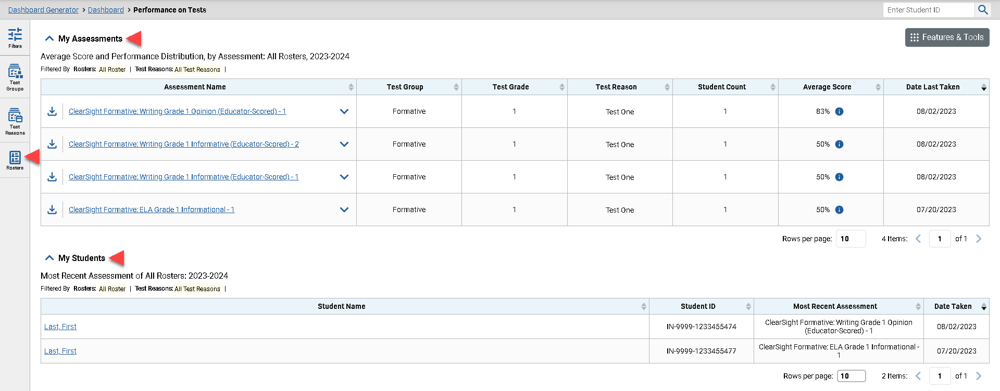 Dashboard Generator > Dashboard > Performance on Tests
Enter Student ID
Filters
Test
Groups
Test
Reasons
Rosters
My Assessments
Features & Tools
Average Score and Performance Distribution, by Assessment: All Rosters, 2023-2024
Filtered By Rosters: All Roster | Test Reasons: All Test Reasons |
Assessment Name Test Group Test Grade Test Reason Student Count Average Score Date Last Taken
ClearSight Formative: Writing Grade 1 Opinion (Educator-Scored) - 1 Formative 1 Test One 1 83% 08/02/2023
ClearSight Formative: Writing Grade 1 Informative (Educator-Scored) - 2 Formative 1 Test One 1 50% 08/02/2023
ClearSight Formative: Writing Grade 1 Informative (Educator-Scored) - 1 Formative 1 Test One 1 50% 08/02/2023
ClearSight Formative: ELA Grade 1 Informational - 1 Formative 1 Test One 1 50% 07/20/2023
Rows per page: 10 4 Items: 1 of 1
My Students
Most Recent Assessment of All Rosters: 2023-2024
Filtered By Rosters: All Roster | Test Reasons: All Test Reasons |
Student Name Student ID Most Recent Assessment Date Taken
Last, First IN-9999-1233455474 ClearSight Formative: Writing Grade 1 Opinion
(Educator-Scored) - 1 08/02/2023
Last, First IN-9999-1233455477 ClearSight Formative: ELA Grade 1 Informational -
1 07/20/2023
Rows per page: 10 2 Items: 1 of 1